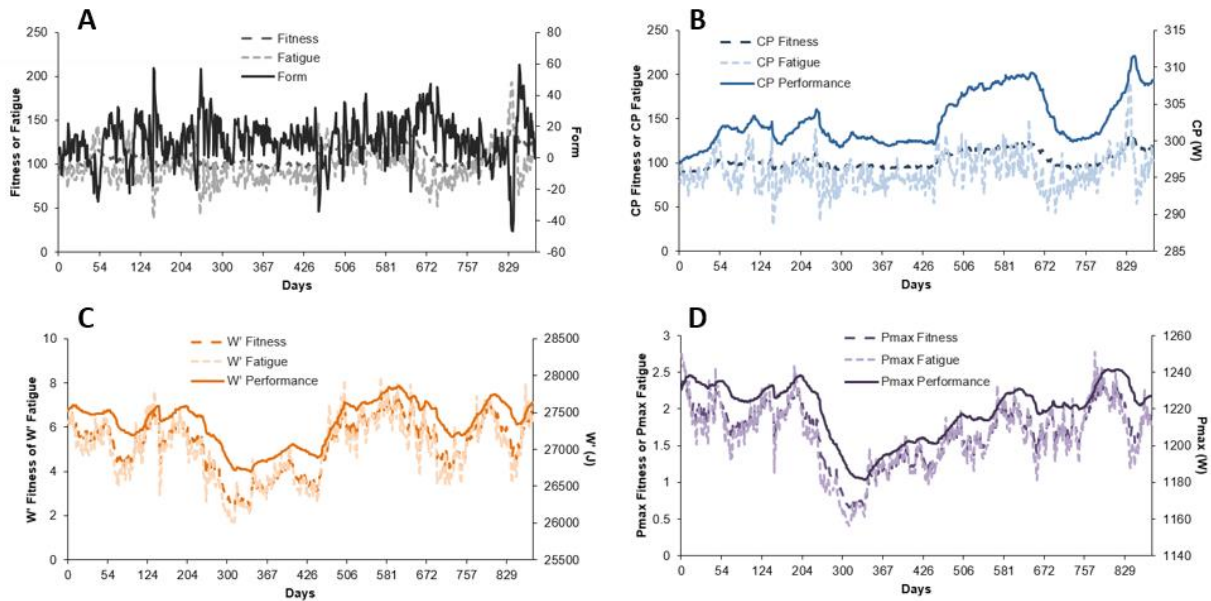 A
Fitness
Fatigue
Form
Fitness or Fatigue
250
200
150
100
50
0
80
60
40
20
0
-20
-40
-60
Form
0 54 124 204 300 367 426 506 581 672 757 829
Days
B
CP Fitness
CP Fatigue
CP Performance
CP Fitness or CP Fatigue
250
200
150
100
50
0
315
310
305
300
295
290
285
CP (W)
0 54 124 204 300 367 426 506 581 672 757 829
Days
C
W' Fitness
W' Fatigue
W' Performance
W' Fitness of W' Fatigue
10
8
6
4
2
0
28500
28000
27500
27000
26500
26000
25500
W' (J)
0 54 124 204 300 367 426 506 581 672 757 829
Days
D
Pmax Fitness
Pmax Fatigue
Pmax Performance
Pmax Fitness or Pmax Fatigue
3
2.5
2
1.5
1
0.5
0
1260
1240
1220
1200
1180
1160
1140
Pmax (W)
0 54 124 204 300 367 426 506 581 672 757 829
Days